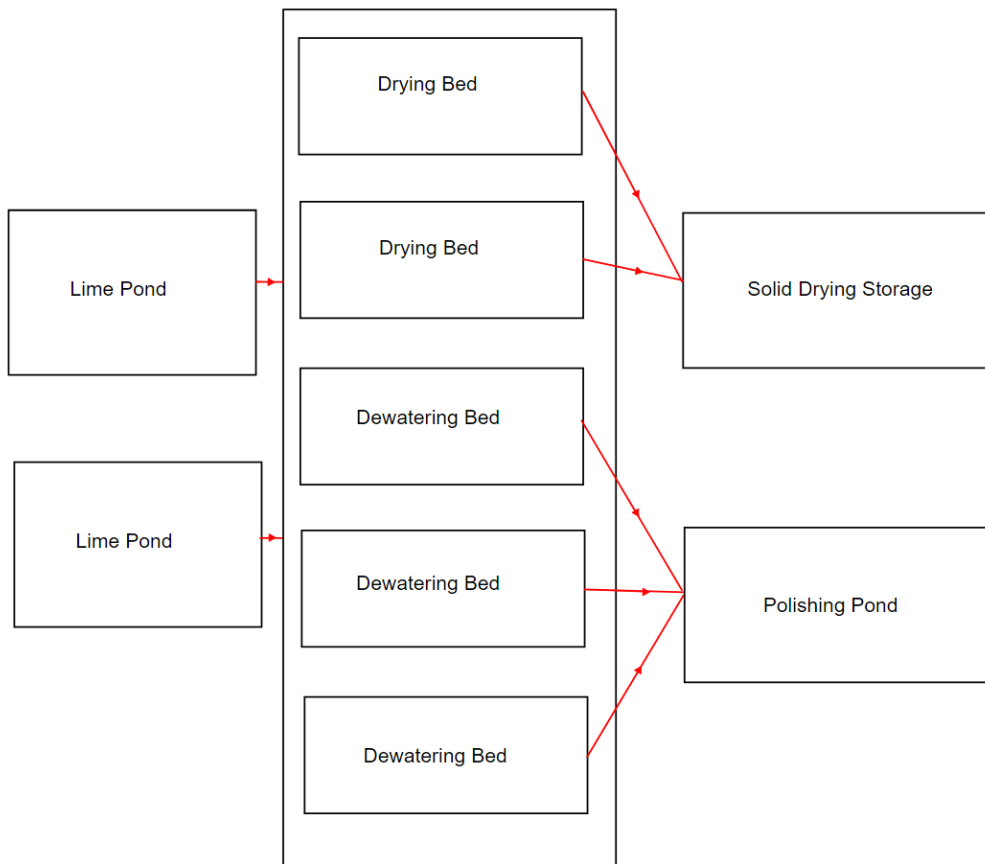 Drying Bed
Drying Bed
Lime Pond
Solid Drying Storage
Dewatering Bed
Lime Pond
Dewatering Bed
Polishing Pond
Dewatering Bed